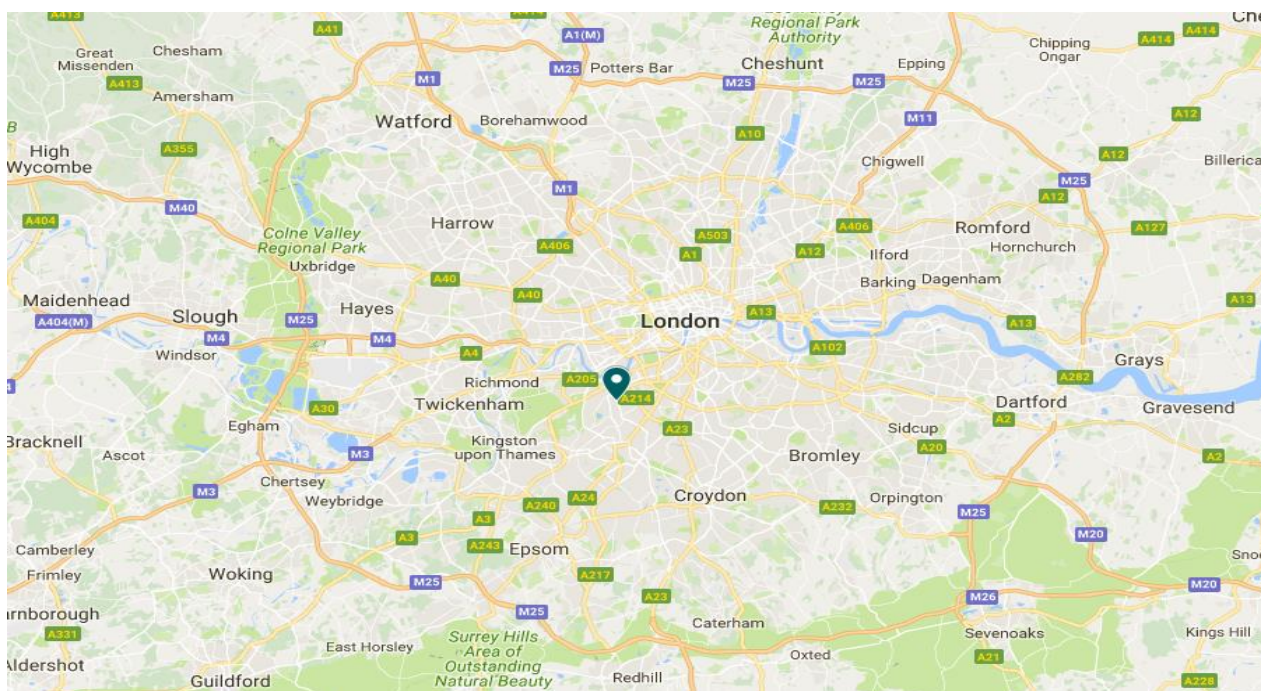 A413
A41
A414
Regional Park
Authority
A1(M)
Great
Missenden
Chesham
Chipping
Ongar
A414
A414
M25
Potters Bar
Cheshunt
Epping
A413
Amersham
M1
M25
M25
Watford
Borehamwood
A10
M11
A12
High
Wycombe
A355
Chigwell
A12
Billerica
M1
M25
A12
M40
A404
Harrow
A503
A406
Romford
A127
Colne Valley
Regional Park
A406
A1
A12
Ilford
Hornchurch
Uxbridge
A40
Barking
Dagenham
Maidenhead
Hayes
A40
A13
A404(M)
Slough
M25
London
A13
A13
M4
M4
Windsor
A4
A102
Grays
Richmond
A205
A282
Twickenham
A214
Dartford
Gravesend
A30
A2
Egham
A23
Sidcup
Bracknell
Ascot
M3
Kingston
upon Thames
Bromley
A20
A2
Chertsey
M3
Weybridge
A240
A24
Croydon
A232
Orpington
A3
M25
A3
A243
Epsom
M20
Camberley
Frimley
Woking
M25
A217
M20
A23
M26
M25
arnborough
A331
East Horsley
Surrey Hills
Area of
Outstanding
Natural Beauty
Caterham
Sevenoaks
Kings Hill
Oxted
A21
Aldershot
Guildford
Redhill
A228